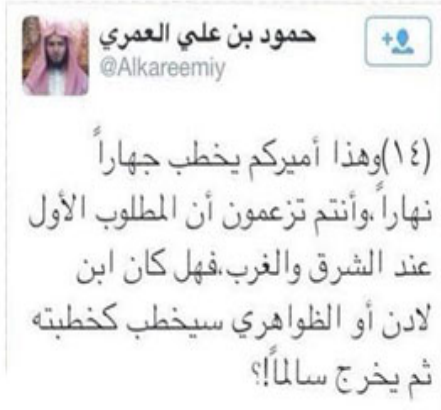 حمود بن علي العمري
@Alkareemiy
(١٤)وهذا أميركم يخطب جهاراً
نهاراً،وأنتم تزعمون أن المطلوب الأول
عند الشرق والغرب،فهل كان ابن
لادن أو الظواهري سيخطب كخطبته
ثم يخرج سالماً!؟